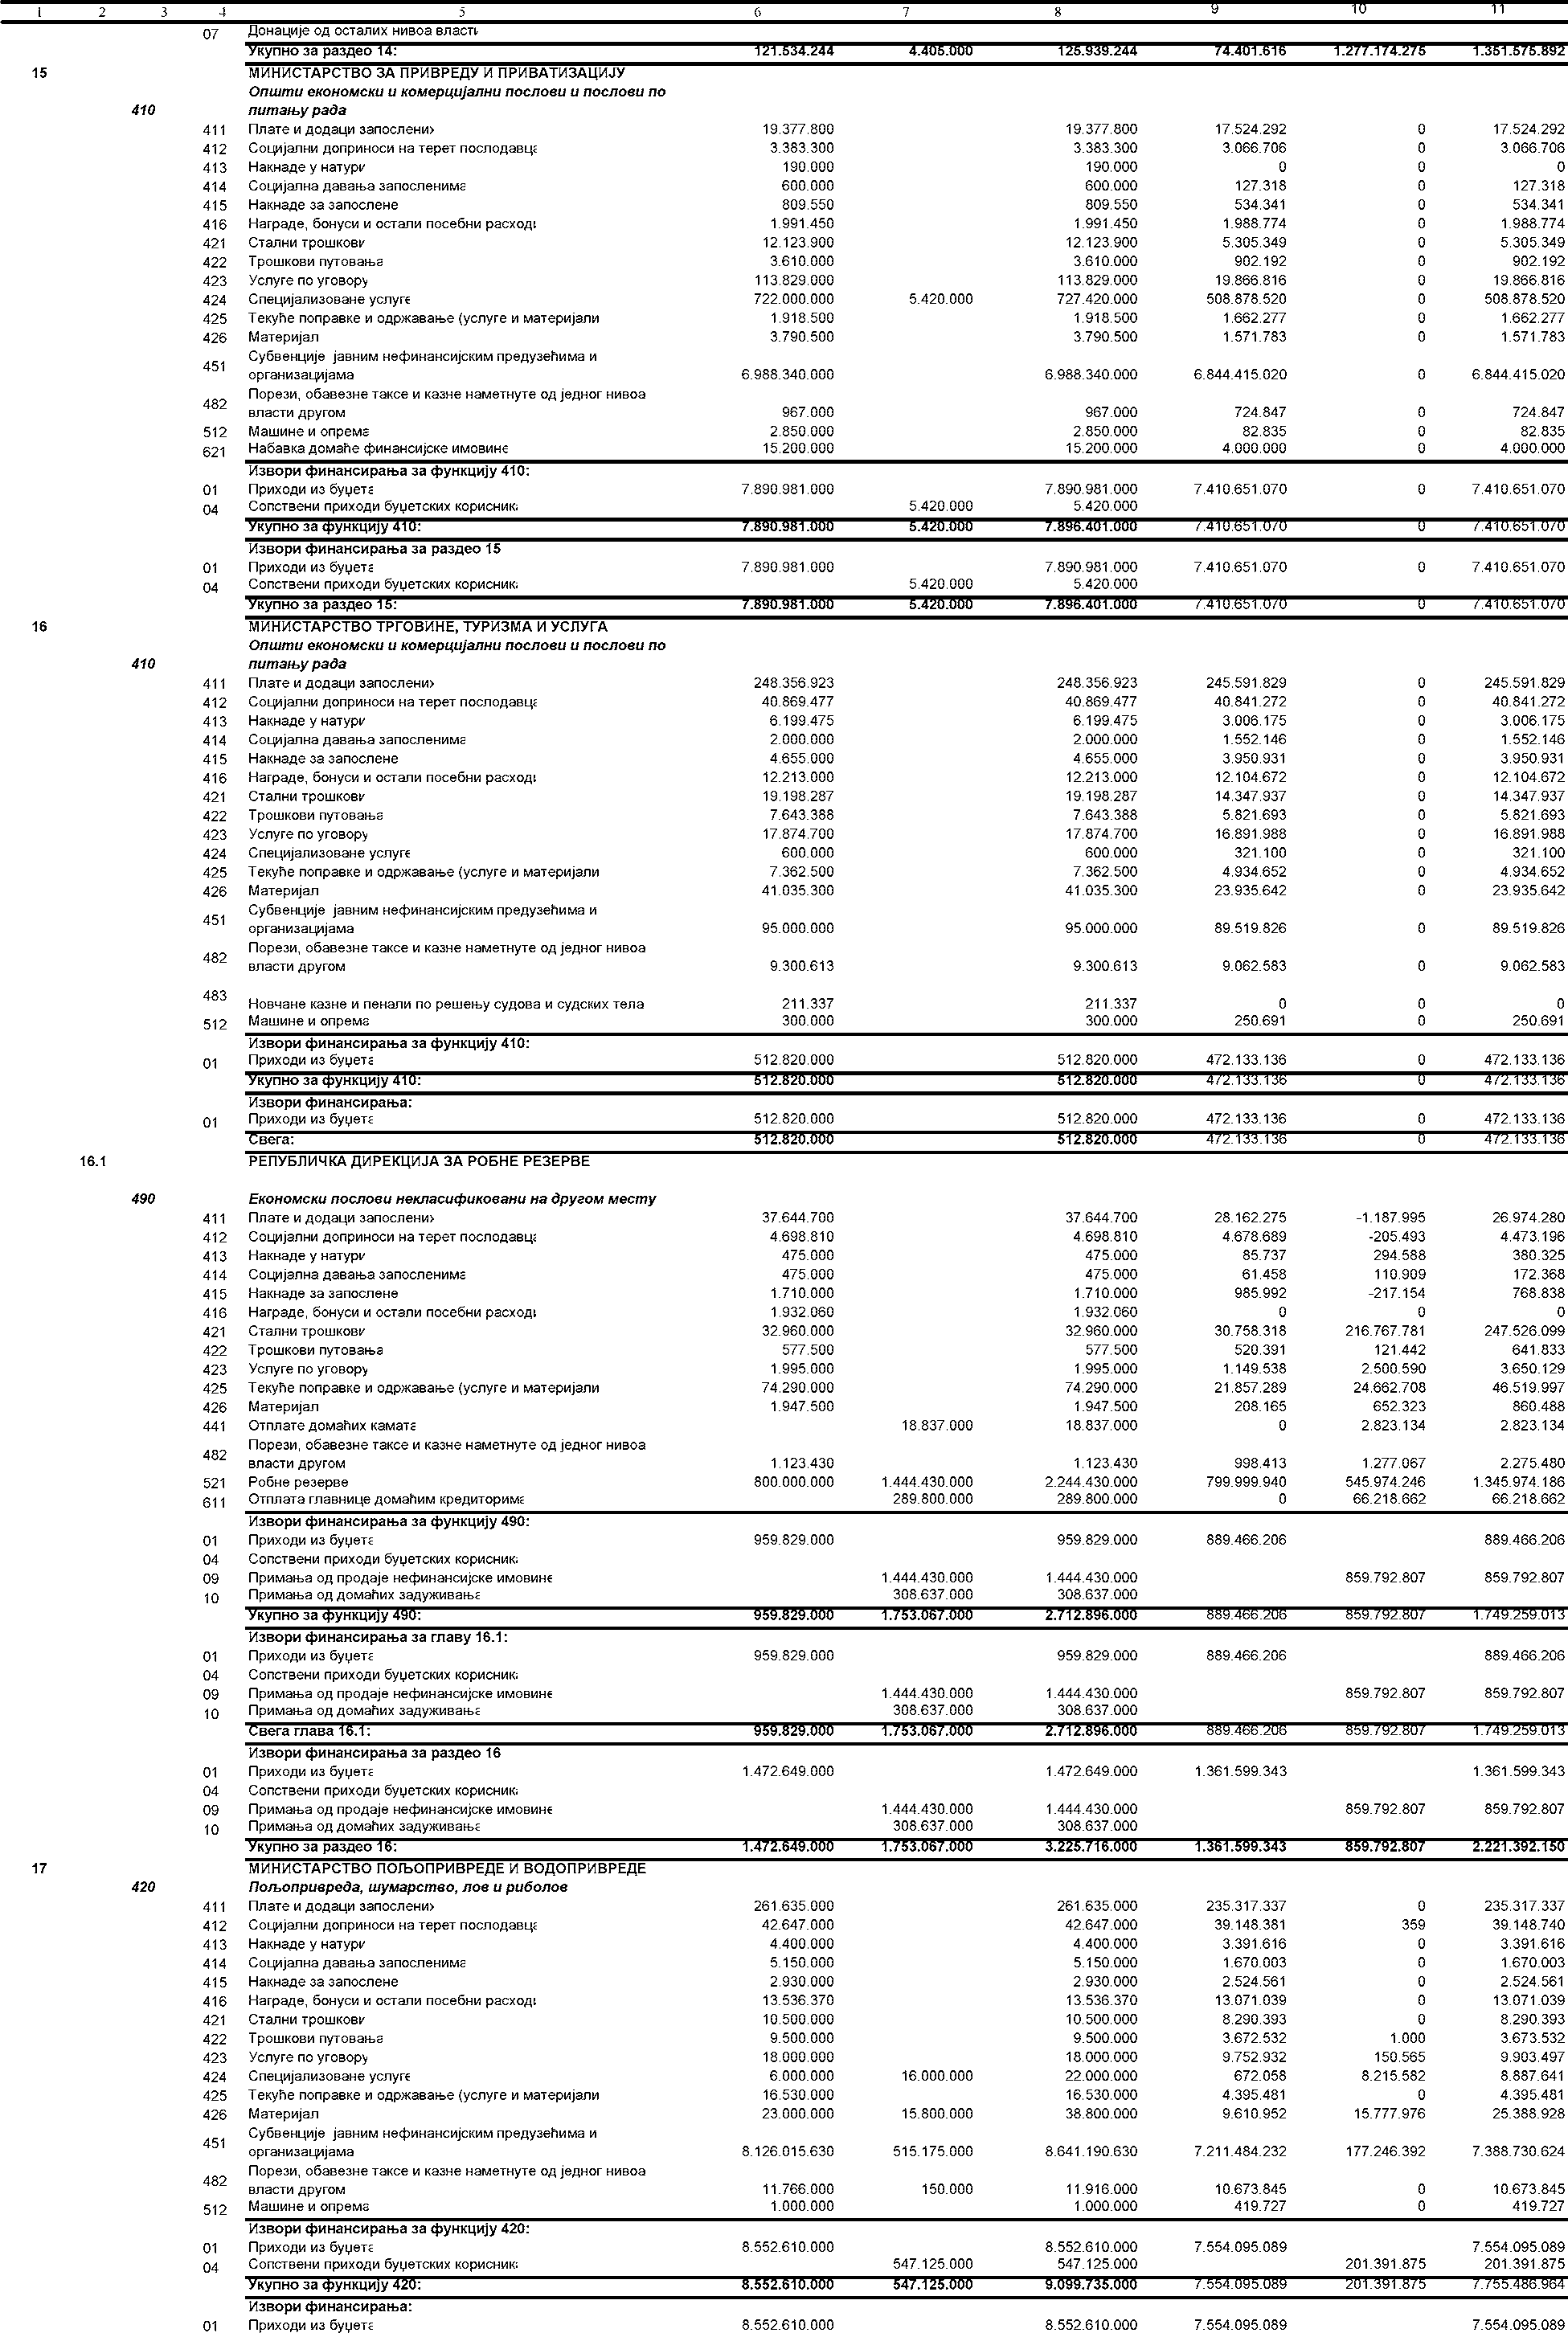 1 2 3 4 5 6 7 8 9 10 11
07 Донације од осталих нивоа власти
Укупно за раздео 14: 121.534.244 4.405.000 125.939.244 74.401.616 1.277.174.275 1.351.575.892
15 МИНИСТАРСТВО ЗА ПРИВРЕДУ И ПРИВАТИЗАЦИЈУ
Општи економски и комерцијални послови и послови по
410 питању рада
411 Плате и додаци запослених 19.377.800 19.377.800 17.524.292 0 17.524.292
412 Социјални доприноси на терет послодавца 3.383.300 3.383.300 3.066.706 0 3.066.706
413 Накнаде у натури 190.000 190.000 0 0 0
414 Социјална давања запосленима 600.000 600.000 127.318 0 127.318
415 Накнаде за запослене 809.550 809.550 534.341 0 534.341
416 Награде, бонуси и остали посебни расходи 1.991.450 1.991.450 1.988.774 0 1.988.774
421 Стални трошкови 12.123.900 12.123.900 5.305.349 0 5.305.349
422 Трошкови путовања 3.610.000 3.610.000 902.192 0 902.192
423 Услуге по уговору 113.829.000 113.829.000 19.866.816 0 19.866.816
424 Специјализоване услуге 722.000.000 5.420.000 727.420.000 508.878.520 0 508.878.520
425 Текуће поправке и одржавање (услуге и материјали 1.918.500 1.918.500 1.662.277 0 1.662.277
426 Материјал 3.790.500 3.790.500 1.571.783 0 1.571.783
Субвенције јавним нефинансијским предузећима и
451 организацијама 6.988.340.000 6.988.340.000 6.844.415.020 0 6.844.415.020
Порези, обавезне таксе и казне наметнуте од једног нивоа
482 власти другом 967.000 967.000 724.847 0 724.847
512 Машине и опрема 2.850.000 2.850.000 82.835 0 82.835
621 Набавка домаће финансијске имовине 15.200.000 15.200.000 4.000.000 0 4.000.000
Извори финансирања за функцију 410:
01 Приходи из буџета 7.890.981.000 7.890.981.000 7.410.651.070 0 7.410.651.070
04 Сопствени приходи буџетских корисника 5.420.000 5.420.000
Укупно за функцију 410: 7.890.981.000 5.420.000 7.896.401.000 7.410.651.070 0 7.410.651.070
Извори финансирања за раздео 15
01 Приходи из буџета 7.890.981.000 7.890.981.000 7.410.651.070 0 7.410.651.070
04 Сопствени приходи буџетских корисника 5.420.000 5.420.000
Укупно за раздео 15: 7.890.981.000 5.420.000 7.896.401.000 7.410.651.070 0 7.410.651.070
16 МИНИСТАРСТВО ТРГОВИНЕ, ТУРИЗМА И УСЛУГА
Општи економски и комерцијални послови и послови по
410 питању рада
411 Плате и додаци запослених 248.356.923 248.356.923 245.591.829 0 245.591.829
412 Социјални доприноси на терет послодавца 40.869.477 40.869.477 40.841.272 0 40.841.272
413 Накнаде у натури 6.199.475 6.199.475 3.006.175 0 3.006.175
414 Социјална давања запосленима 2.000.000 2.000.000 1.552.146 0 1.552.146
415 Накнаде за запослене 4.655.000 4.655.000 3.950.931 0 3.950.931
416 Награде, бонуси и остали посебни расходи 12.213.000 12.213.000 12.104.672 0 12.104.672
421 Стални трошкови 19.198.287 19.198.287 14.347.937 0 14.347.937
422 Трошкови путовања 7.643.388 7.643.388 5.821.693 0 5.821.693
423 Услуге по уговору 17.874.700 17.874.700 16.891.988 0 16.891.988
424 Специјализоване услуге 600.000 600.000 321.100 0 321.100
425 Текуће поправке и одржавање (услуге и материјали 7.362.500 7.362.500 4.934.652 0 4.934.652
426 Материјал 41.035.300 41.035.300 23.935.642 0 23.935.642
Субвенције јавним нефинансијским предузећима и
451 организацијама 95.000.000 95.000.000 89.519.826 0 89.519.826
Порези, обавезне таксе и казне наметнуте од једног нивоа
482 власти другом 9.300.613 9.300.613 9.062.583 0 9.062.583
483 Новчане казне и пенали по решењу судова и судских тела 211.337 211.337 0 0 0
512 Машине и опрема 300.000 300.000 250.691 0 250.691
Извори финансирања за функцију 410:
01 Приходи из буџета 512.820.000 512.820.000 472.133.136 0 472.133.136
Укупно за функцију 410: 512.820.000 512.820.000 472.133.136 0 472.133.136
Извори финансирања:
01 Приходи из буџета 512.820.000 512.820.000 472.133.136 0 472.133.136
Свега: 512.820.000 512.820.000 472.133.136 0 472.133.136
16.1 РЕПУБЛИЧКА ДИРЕКЦИЈА ЗА РОБНЕ РЕЗЕРВЕ
490 Економски послови некласификовани на другом месту
411 Плате и додаци запослених 37.644.700 37.644.700 28.162.275 -1.187.995 26.974.280
412 Социјални доприноси на терет послодавца 4.698.810 4.698.810 4.678.689 -205.493 4.473.196
413 Накнаде у натури 475.000 475.000 85.737 294.588 380.325
414 Социјална давања запосленима 475.000 475.000 61.458 110.909 172.368
415 Накнаде за запослене 1.710.000 1.710.000 985.992 -217.154 768.838
416 Награде, бонуси и остали посебни расходи 1.932.060 1.932.060 0 0 0
421 Стални трошкови 32.960.000 32.960.000 30.758.318 216.767.781 247.526.099
422 Трошкови путовања 577.500 577.500 520.391 121.442 641.833
423 Услуге по уговору 1.995.000 1.995.000 1.149.538 2.500.590 3.650.129
425 Текуће поправке и одржавање (услуге и материјали 74.290.000 74.290.000 21.857.289 24.662.708 46.519.997
426 Материјал 1.947.500 1.947.500 208.165 652.323 860.488
441 Отплате домаћих камата 18.837.000 18.837.000 0 2.823.134 2.823.134
Порези, обавезне таксе и казне наметнуте од једног нивоа
482 власти другом 1.123.430 1.123.430 998.413 1.277.067 2.275.480
521 Робне резерве 800.000.000 1.444.430.000 2.244.430.000 799.999.940 545.974.246 1.345.974.186
611 Отплата главнице домаћим кредиторима 289.800.000 289.800.000 0 66.218.662 66.218.662
Извори финансирања за функцију 490:
01 Приходи из буџета 959.829.000 959.829.000 889.466.206 889.466.206
04 Сопствени приходи буџетских корисника
09 Примања од продаје нефинансијске имовине 1.444.430.000 1.444.430.000 859.792.807 859.792.807
10 Примања од домаћих задуживања 308.637.000 308.637.000
Укупно за функцију 490: 959.829.000 1.753.067.000 2.712.896.000 889.466.206 859.792.807 1.749.259.013
Извори финансирања за главу 16.1:
01 Приходи из буџета 959.829.000 959.829.000 889.466.206 889.466.206
04 Сопствени приходи буџетских корисника
09 Примања од продаје нефинансијске имовине 1.444.430.000 1.444.430.000 859.792.807 859.792.807
10 Примања од домаћих задуживања 308.637.000 308.637.000
Свега глава 16.1: 959.829.000 1.753.067.000 2.712.896.000 889.466.206 859.792.807 1.749.259.013
Извори финансирања за раздео 16
01 Приходи из буџета 1.472.649.000 1.472.649.000 1.361.599.343 1.361.599.343
04 Сопствени приходи буџетских корисника
09 Примања од продаје нефинансијске имовине 1.444.430.000 1.444.430.000 859.792.807 859.792.807
10 Примања од домаћих задуживања 308.637.000 308.637.000
Укупно за раздео 16: 1.472.649.000 1.753.067.000 3.225.716.000 1.361.599.343 859.792.807 2.221.392.150
17 МИНИСТАРСТВО ПОЉОПРИВРЕДЕ И ВОДОПРИВРЕДЕ
420 Пољопривреда, шумарство, лов и риболов
411 Плате и додаци запослених 261.635.000 261.635.000 235.317.337 0 235.317.337
412 Социјални доприноси на терет послодавца 42.647.000 42.647.000 39.148.381 359 39.148.740
413 Накнаде у натури 4.400.000 4.400.000 3.391.616 0 3.391.616
414 Социјална давања запосленима 5.150.000 5.150.000 1.670.003 0 1.670.003
415 Накнаде за запослене 2.930.000 2.930.000 2.524.561 0 2.524.561
416 Награде, бонуси и остали посебни расходи 13.536.370 13.536.370 13.071.039 0 13.071.039
421 Стални трошкови 10.500.000 10.500.000 8.290.393 0 8.290.393
422 Трошкови путовања 9.500.000 9.500.000 3.672.532 1.000 3.673.532
423 Услуге по уговору 18.000.000 18.000.000 9.752.932 150.565 9.903.497
424 Специјализоване услуге 6.000.000 16.000.000 22.000.000 672.058 8.215.582 8.887.641
425 Текуће поправке и одржавање (услуге и материјали 16.530.000 16.530.000 4.395.481 0 4.395.481
426 Материјал 23.000.000 15.800.000 38.800.000 9.610.952 15.777.976 25.388.928
Субвенције јавним нефинансијским предузећима и
451 организацијама 8.126.015.630 515.175.000 8.641.190.630 7.211.484.232 177.246.392 7.388.730.624
Порези, обавезне таксе и казне наметнуте од једног нивоа
482 власти другом 11.766.000 150.000 11.916.000 10.673.845 0 10.673.845
512 Машине и опрема 1.000.000 1.000.000 419.727 0 419.727
Извори финансирања за функцију 420:
01 Приходи из буџета 8.552.610.000 8.552.610.000 7.554.095.089 7.554.095.089
04 Сопствени приходи буџетских корисника 547.125.000 547.125.000 201.391.875 201.391.875
Укупно за функцију 420: 8.552.610.000 547.125.000 9.099.735.000 7.554.095.089 201.391.875 7.755.486.964
Извори финансирања:
01 Приходи из буџета 8.552.610.000 8.552.610.000 7.554.095.089 7.554.095.089